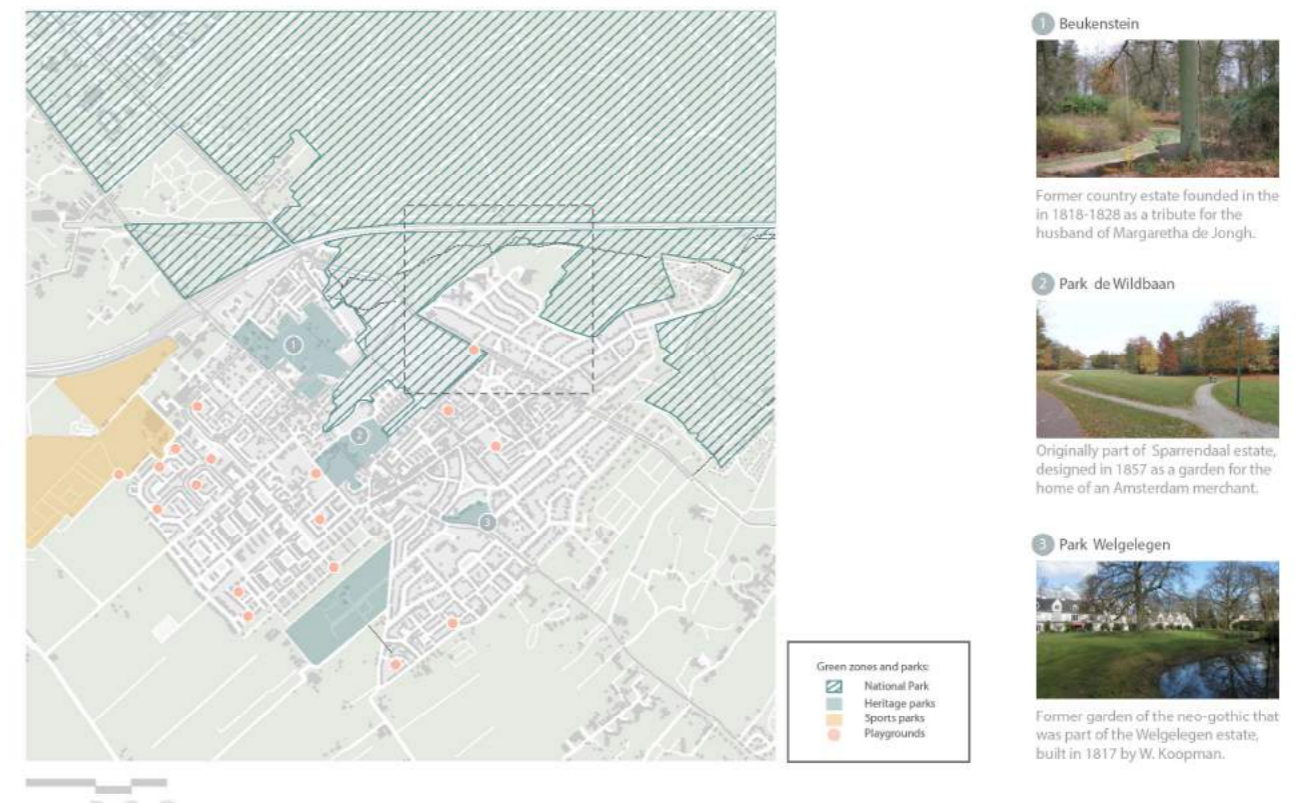 1 Beukenstein
Former country estate founded in the
in 1818-1828 as a tribute for the
husband of Margaretha de Jongh.
2 Park de Wildbaan
Originally part of Sparrendaal estate,
designed in 1857 as a garden for the
home of an Amsterdam merchant.
3 Park Welgelegen
Former garden of the neo-gothic that
was part of the Welgelegen estate,
built in 1817 by W. Koopman.
1
2
3
Green zones and parks:
National Park
Heritage parks
Sports parks
Playgrounds